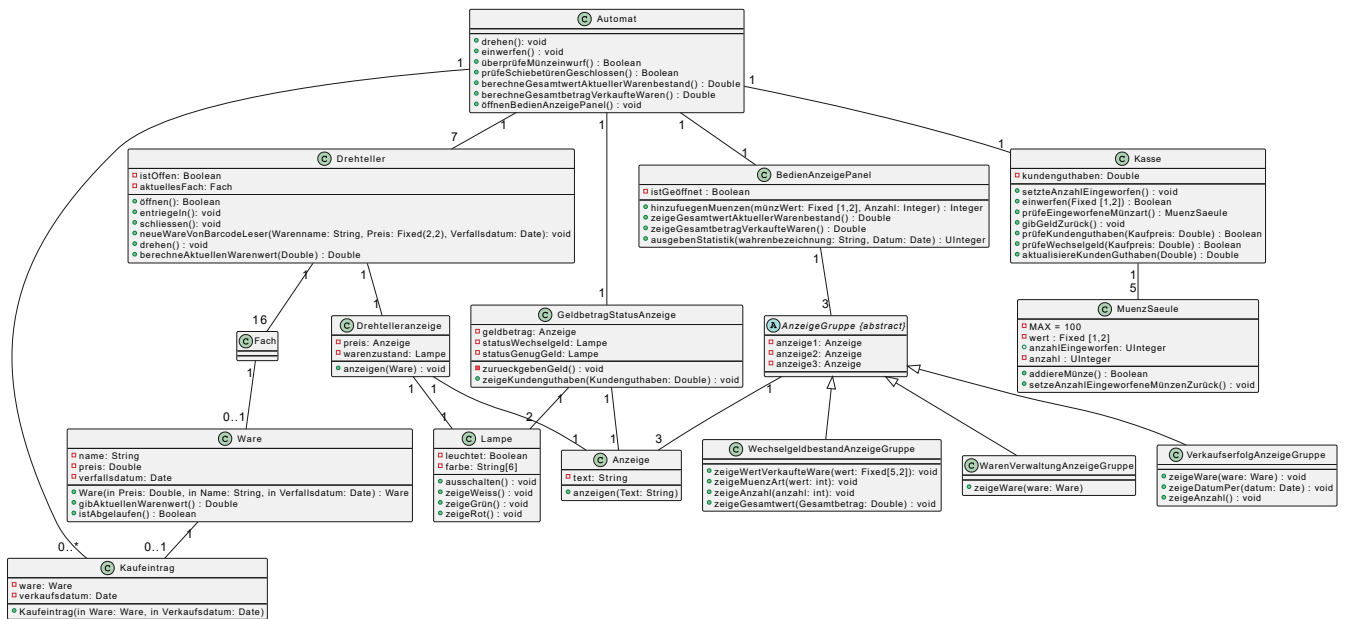 C Automat
drehen(): void
einwerfen() : void
überprüfeMünzeinwurf() : Boolean
prüfeSchiebetürenGeschlossen() : Boolean
berechneGesamtwertAktuellerWarenbestand() : Double
berechneGesamtbetragVerkaufteWaren() : Double
öffnenBedienAnzeigePanel() : void
1
1
1
1
1
7
1
1
1
C Drehteller
istOffen: Boolean
aktuellesFach: Fach
öffnen(): Boolean
entriegeln(): void
schliessen(): void
neueWareVonBarcodeLeser(Warenname: String, Preis: Fixed(2,2), Verfallsdatum: Date): void
drehen() : void
berechneAktuellenWarenwert(Double) : Double
C BedienAnzeigePanel
istGeöffnet : Boolean
hinzufuegenMuenzen(münzWert: Fixed [1,2], Anzahl: Integer) : Integer
zeigeGesamtwertAktuellerWarenbestand() : Double
zeigeGesamtbetragVerkaufteWaren() : Double
ausgebenStatistik(wahrenbezeichnung: String, Datum: Date) : UInteger
C Kasse
kundenguthaben: Double
setzteAnzahlEingeworfen() : void
einwerfen(Fixed [1,2]) : Boolean
prüfeEingeworfeneMünzart() : MuenzSaeule
gibGeldZurück() : void
prüfeKundenguthaben(Kaufpreis: Double) : Boolean
prüfeWechselgeld(Kaufpreis: Double) : Boolean
aktualisiereKundenGuthaben(Double) : Double
1
1
1
1
16
1
3
5
C Fach
C Drehtelleranzeige
preis: Anzeige
warenzustand: Lampe
anzeigen(Ware) : void
C GeldbetragStatusAnzeige
geldbetrag: Anzeige
statusWechselgeld: Lampe
statusGenugGeld: Lampe
zurueckgebenGeld() : void
zeigeKundenguthaben(Kundenguthaben: Double) : void
A AnzeigeGruppe {abstract}
anzeige1: Anzeige
anzeige2: Anzeige
anzeige3: Anzeige
C MuenzSaeule
MAX = 100
wert : Fixed [1,2]
anzahlEingeworfen: UInteger
anzahl : UInteger
addiereMünze() : Boolean
setzeAnzahlEingeworfeneMünzenZurück() : void
1
1
1
1
1
1
0..1
1
2
1
1
3
C Ware
name: String
preis: Double
verfallsdatum: Date
Ware(in Preis: Double, in Name: String, in Verfallsdatum: Date) : Ware
gibAktuellenWarenwert() : Double
istAbgelaufen() : Boolean
C Lampe
leuchtet: Boolean
farbe: String[6]
ausschalten() : void
zeigeWeiss() : void
zeigeGrün() : void
zeigeRot() : void
C Anzeige
text: String
anzeigen(Text: String)
C WechselgeldbestandAnzeigeGruppe
zeigeWertVerkaufteWare(wert: Fixed[5,2]): void
zeigeMuenzArt(wert: int): void
zeigeAnzahl(anzahl: int): void
zeigeGesamtwert(Gesamtbetrag: Double) : void
C WarenVerwaltungAnzeigeGruppe
zeigeWare(ware: Ware)
C VerkaufserfolgAnzeigeGruppe
zeigeWare(ware: Ware) : void
zeigeDatumPer(datum: Date) : void
zeigeAnzahl() : void
1
0..*
0..1
C Kaufeintrag
ware: Ware
verkaufsdatum: Date
Kaufeintrag(in Ware: Ware, in Verkaufsdatum: Date)